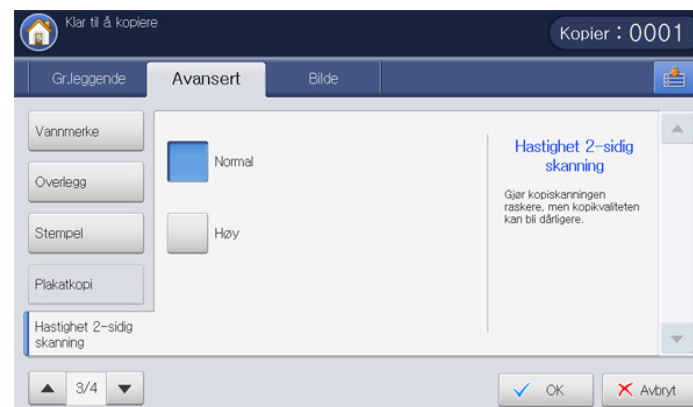 Klar til å kopiere
Kopier : 0001
Gr.leggende
Avansert
Bilde
Vannmerke
Overlegg
Stempel
Plakatkopi
Hastighet 2-sidig
skanning
Normal
Høy
Hastighet 2-sidig
skanning
Gjør kopiskanningen
raskere, men kopikvaliteten
kan bli dårligere.
3/4
OK
Avbryt